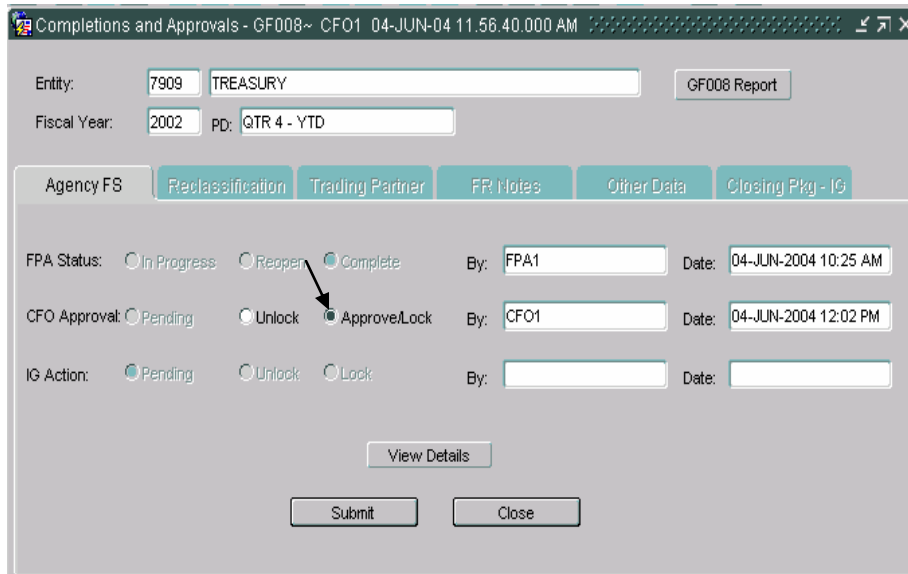 Completions and Approvals - GF008~ CFO1 04-JUN-04 11.56.40.000 AM
Entity: 7909 TREASURY GF008 Report
Fiscal Year: 2002 PD: QTR 4 - YTD
Agency FS Reclassification Trading Partner FR Notes Other Data Closing Pkg - IG
FPA Status: In Progress Reopen Complete By: FPA1 Date: 04-JUN-2004 10:25 AM
CFO Approval: Pending Unlock Approve/Lock By: CFO1 Date: 04-JUN-2004 12:02 PM
IG Action: Pending Unlock Lock By: Date:
View Details
Submit Close